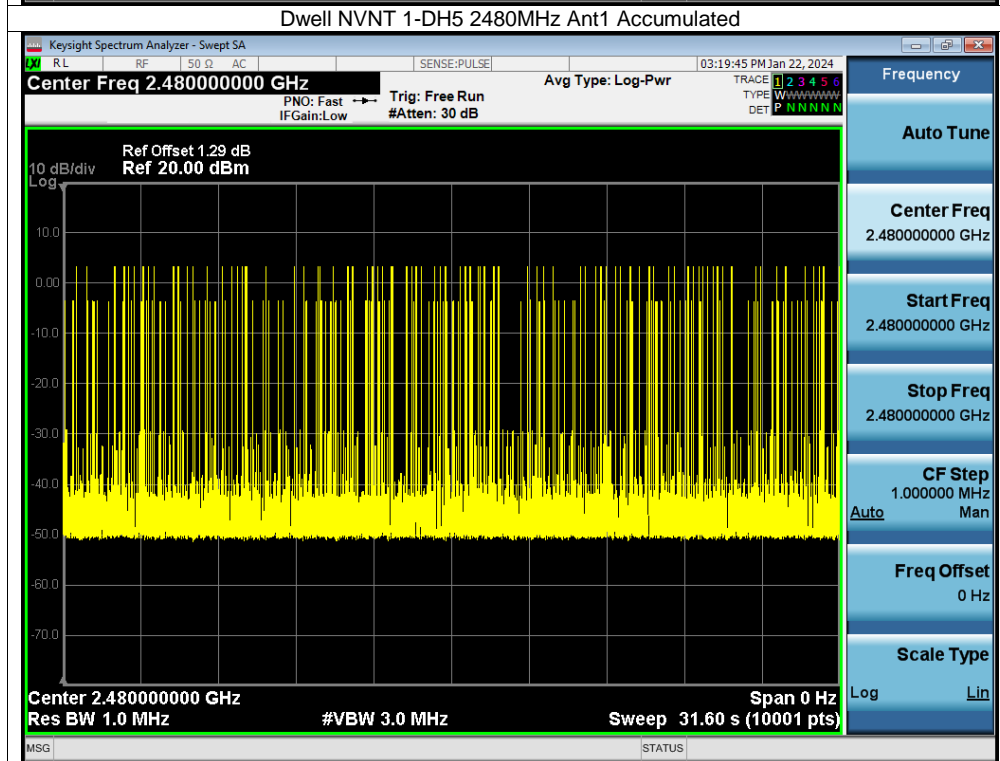 Dwell NVNT 1-DH5 2480MHz Ant1 Accumulated
Keysight Spectrum Analyzer - Swept SA
LXI RL RF 50 Ω AC SENSE:PULSE 03:19:45 PM Jan 22, 2024
Center Freq 2.480000000 GHz
PNO: Fast
IFGain:Low
Trig: Free Run
#Atten: 30 dB
Avg Type: Log-Pwr
TRACE 1 2 3 4 5 6
TYPE WWWWWW
DET P N N N N N
Ref Offset 1.29 dB
10 dB/div Ref 20.00 dBm
Log
10.0
0.00
-10.0
-20.0
-30.0
-40.0
-50.0
-60.0
-70.0
Center 2.480000000 GHz Span 0 Hz
Res BW 1.0 MHz #VBW 3.0 MHz Sweep 31.60 s (10001 pts)
MSG STATUS
Frequency
Auto Tune
Center Freq
2.480000000 GHz
Start Freq
2.480000000 GHz
Stop Freq
2.480000000 GHz
CF Step
1.000000 MHz
Auto Man
Freq Offset
0 Hz
Scale Type
Log Lin